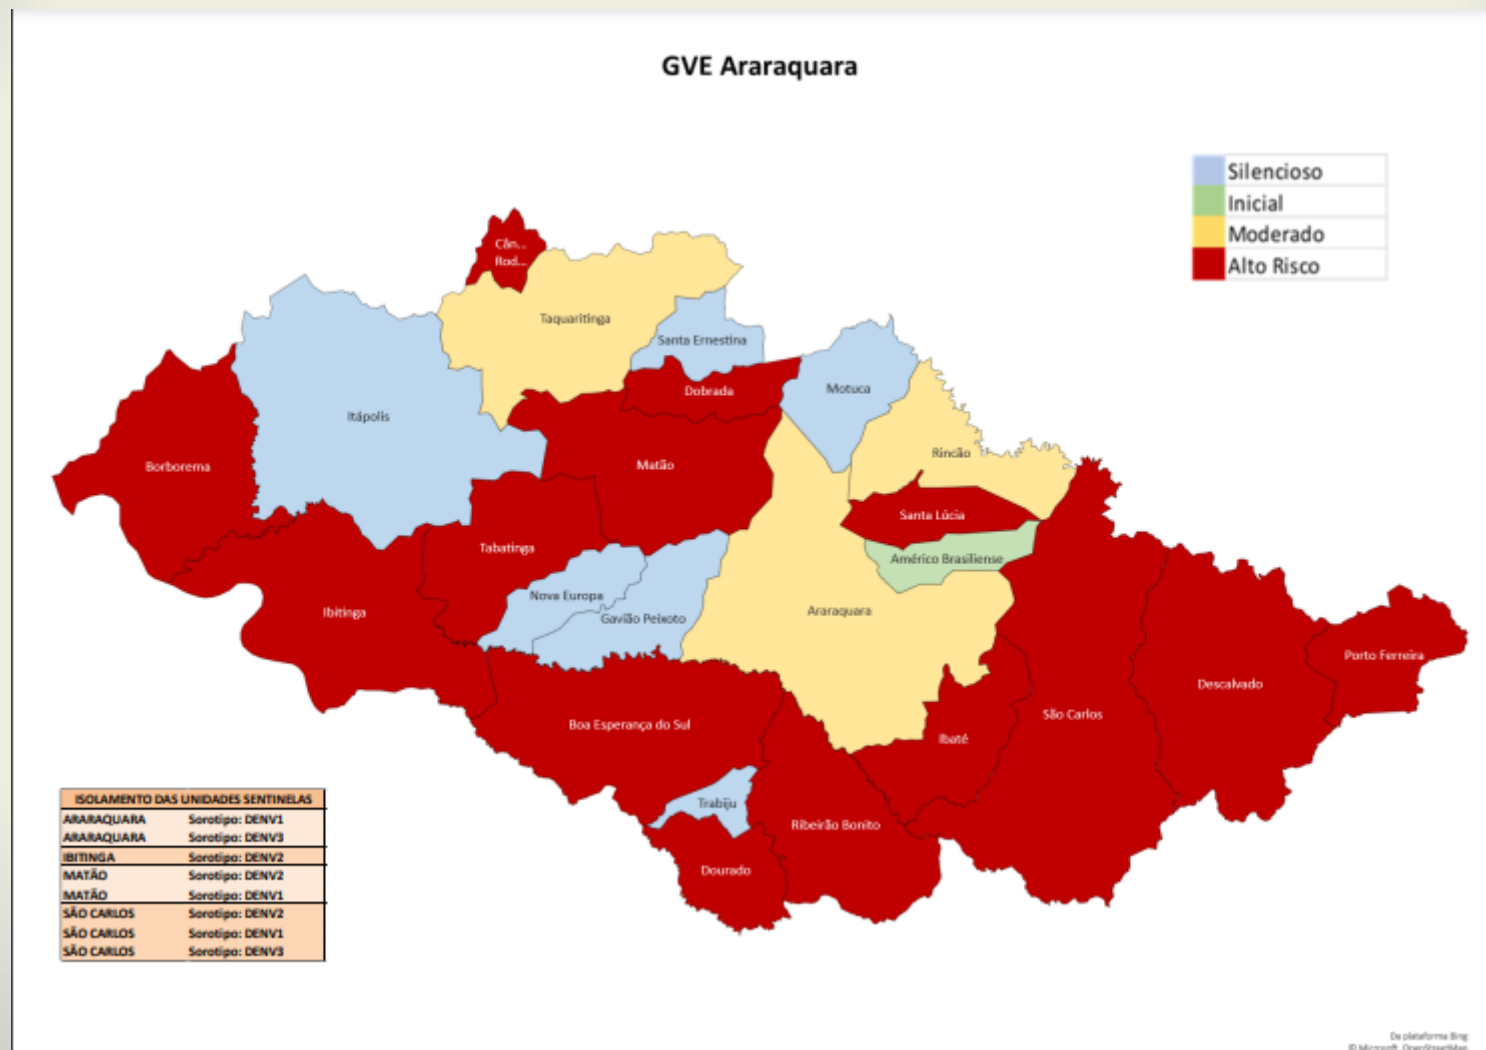 GVE Araraquara
Silencioso
Inicial
Moderado
Alto Risco
Cân...
Rod...
Taquaritinga
Santa Ernestina
Dobrada
Motuca
Itápolis
Rincão
Borborema
Matão
Santa Lúcia
Tabatinga
Américo Brasiliense
Nova Europa
Ibitinga
Gavião Peixoto
Araraquara
Porto Ferreira
Descalvado
São Carlos
Boa Esperança do Sul
Ibaté
Trabiju
Ribeirão Bonito
Dourado
ISOLAMENTO DAS UNIDADES SENTINELAS
ARARAQUARA Sorotipo: DENV1
ARARAQUARA Sorotipo: DENV3
IBITINGA Sorotipo: DENV2
MATÃO Sorotipo: DENV2
MATÃO Sorotipo: DENV1
SÃO CARLOS Sorotipo: DENV2
SÃO CARLOS Sorotipo: DENV1
SÃO CARLOS Sorotipo: DENV3
Da plataforma Bing
© Microsoft, OpenStreetMap